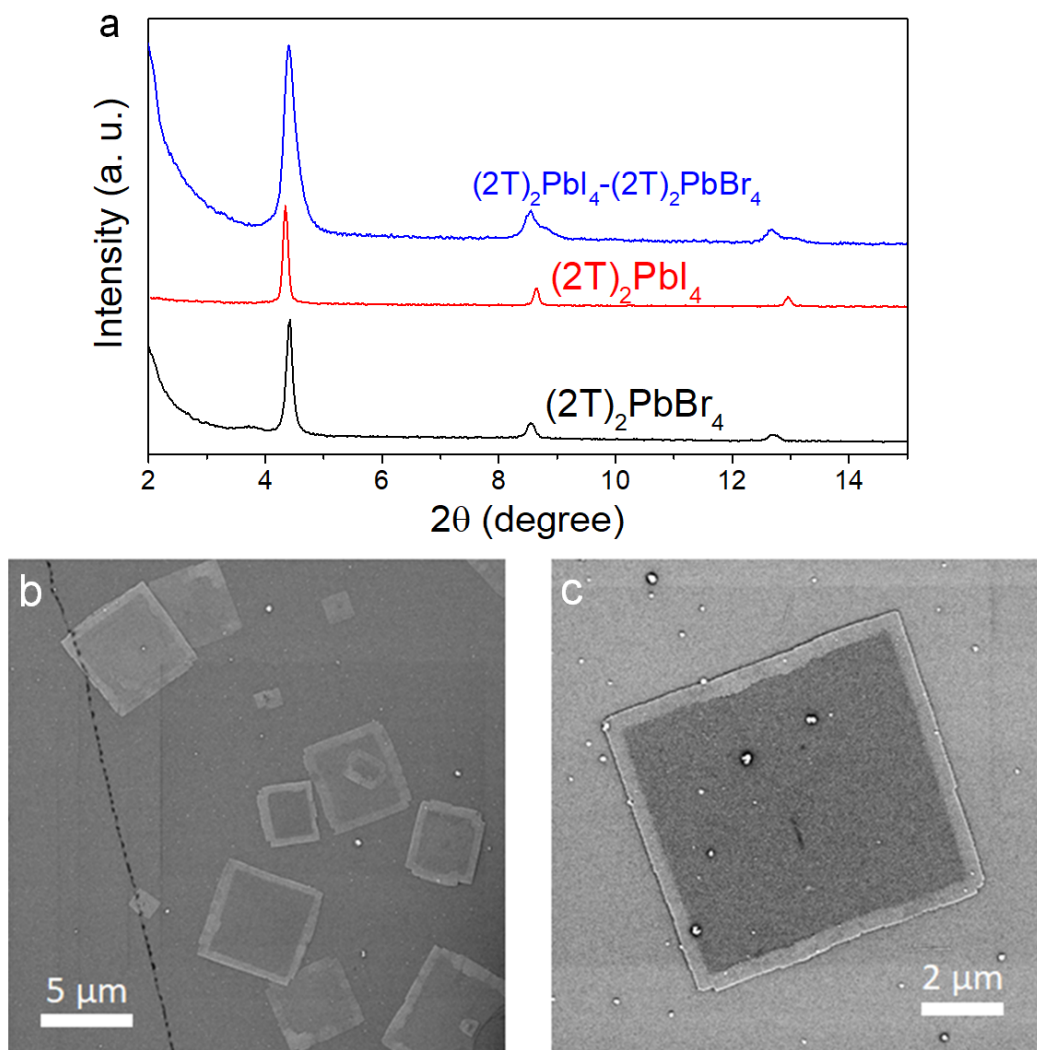 a
Intensity (a. u.)
(2T)₂PbI₄-(2T)₂PbBr₄
(2T)₂PbI₄
(2T)₂PbBr₄
2 4 6 8 10 12 14
2θ (degree)
b
5 μm
c
2 μm